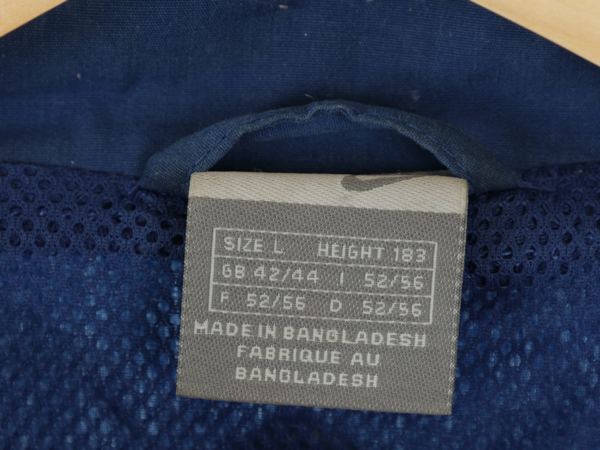 SIZE L HEIGHT 183
GB 42/44 I 52/56
F 52/56 D 52/56
MADE IN BANGLADESH
FABRIQUE AU
BANGLADESH